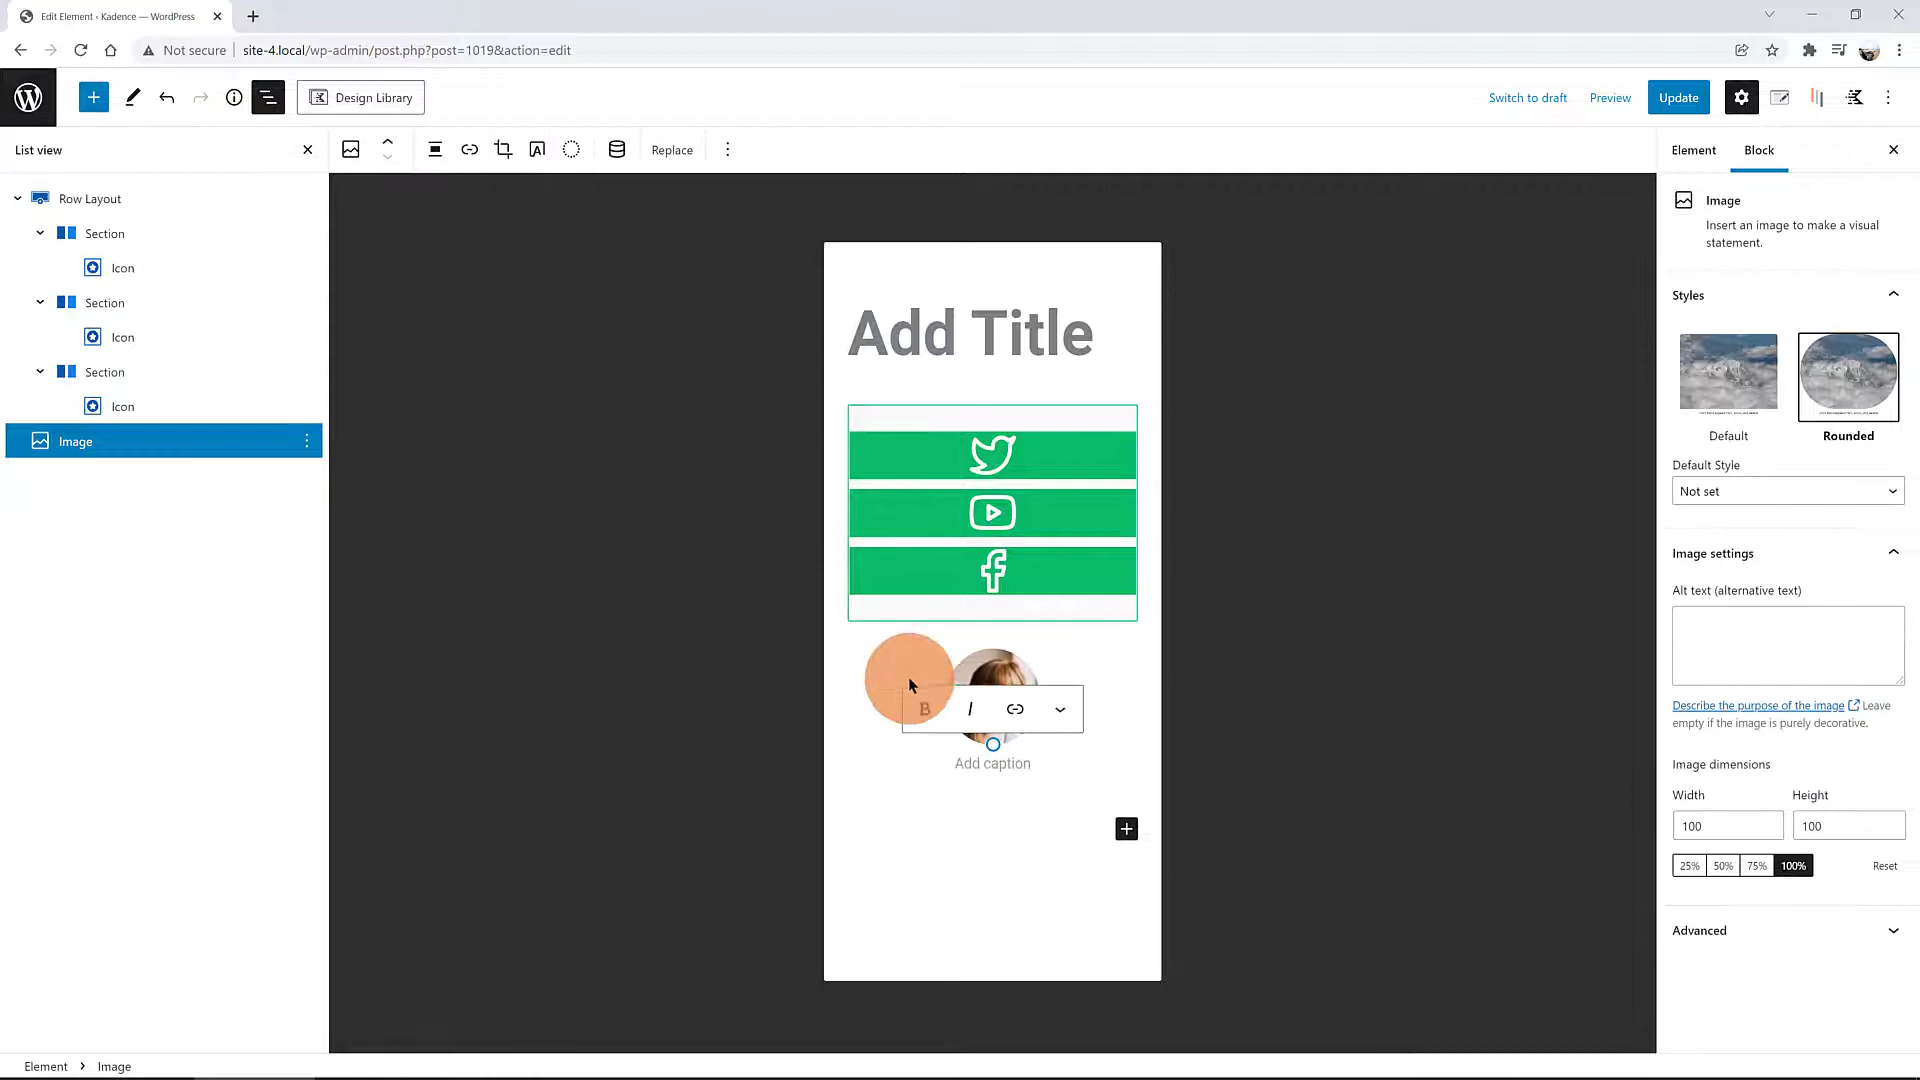 Edit Element ‹ Kadence — WordPress
Not secure
site-4.local/wp-admin/post.php?post=1019&action=edit
Design Library
Switch to draft
Preview
Update
List view
Replace
Element
Block
Row Layout
Section
Icon
Section
Icon
Section
Icon
Image
Image
Insert an image to make a visual
statement.
Styles
Default
Rounded
Default Style
Not set
Add Title
Image settings
Alt text (alternative text)
B I
Add caption
Describe the purpose of the image Leave
empty if the image is purely decorative.
Image dimensions
Width Height
100 100
25% 50% 75% 100% Reset
Advanced
Element › Image